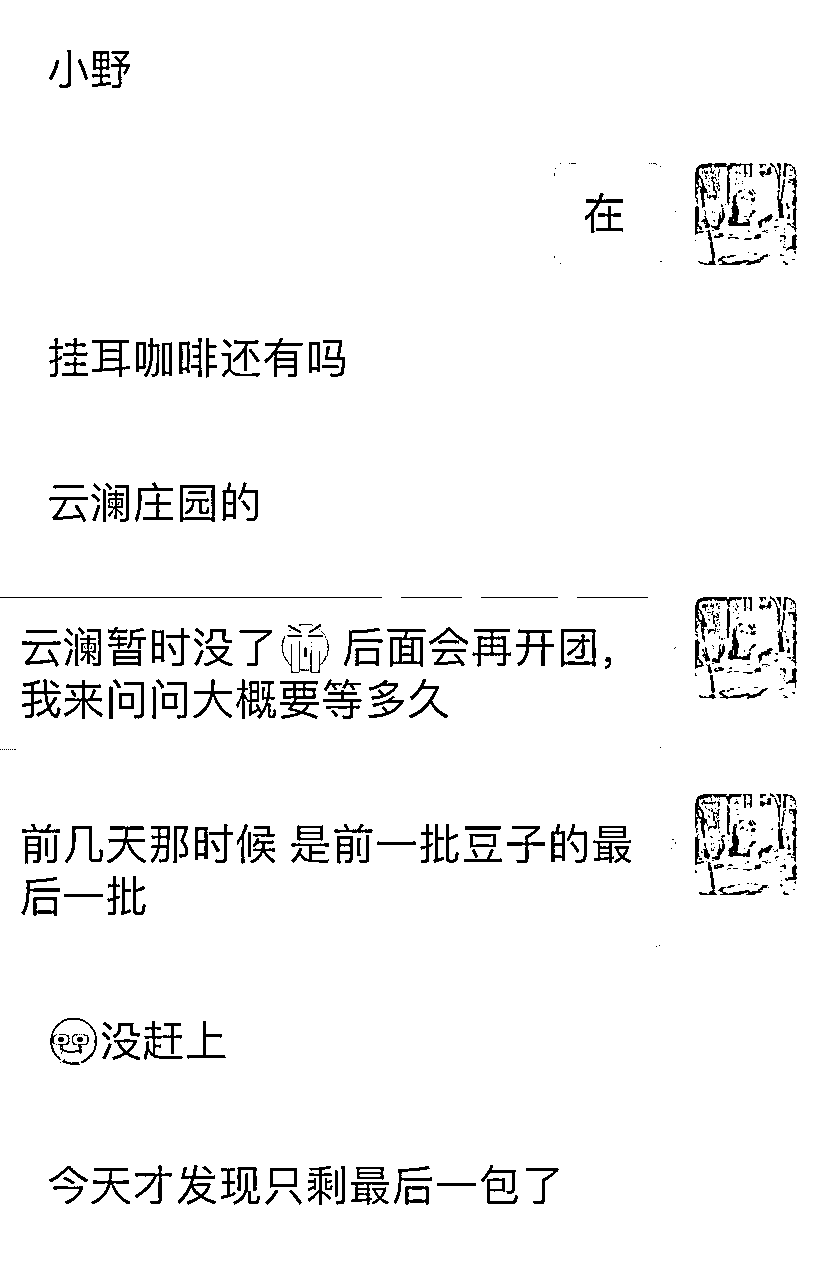 小野
在
挂耳咖啡还有吗
云澜庄园的
云澜暂时没了😭 后面会再开团，
我来问问大概要等多久
前几天那时候 是前一批豆子的最
后一批
没赶上
今天才发现只剩最后一包了